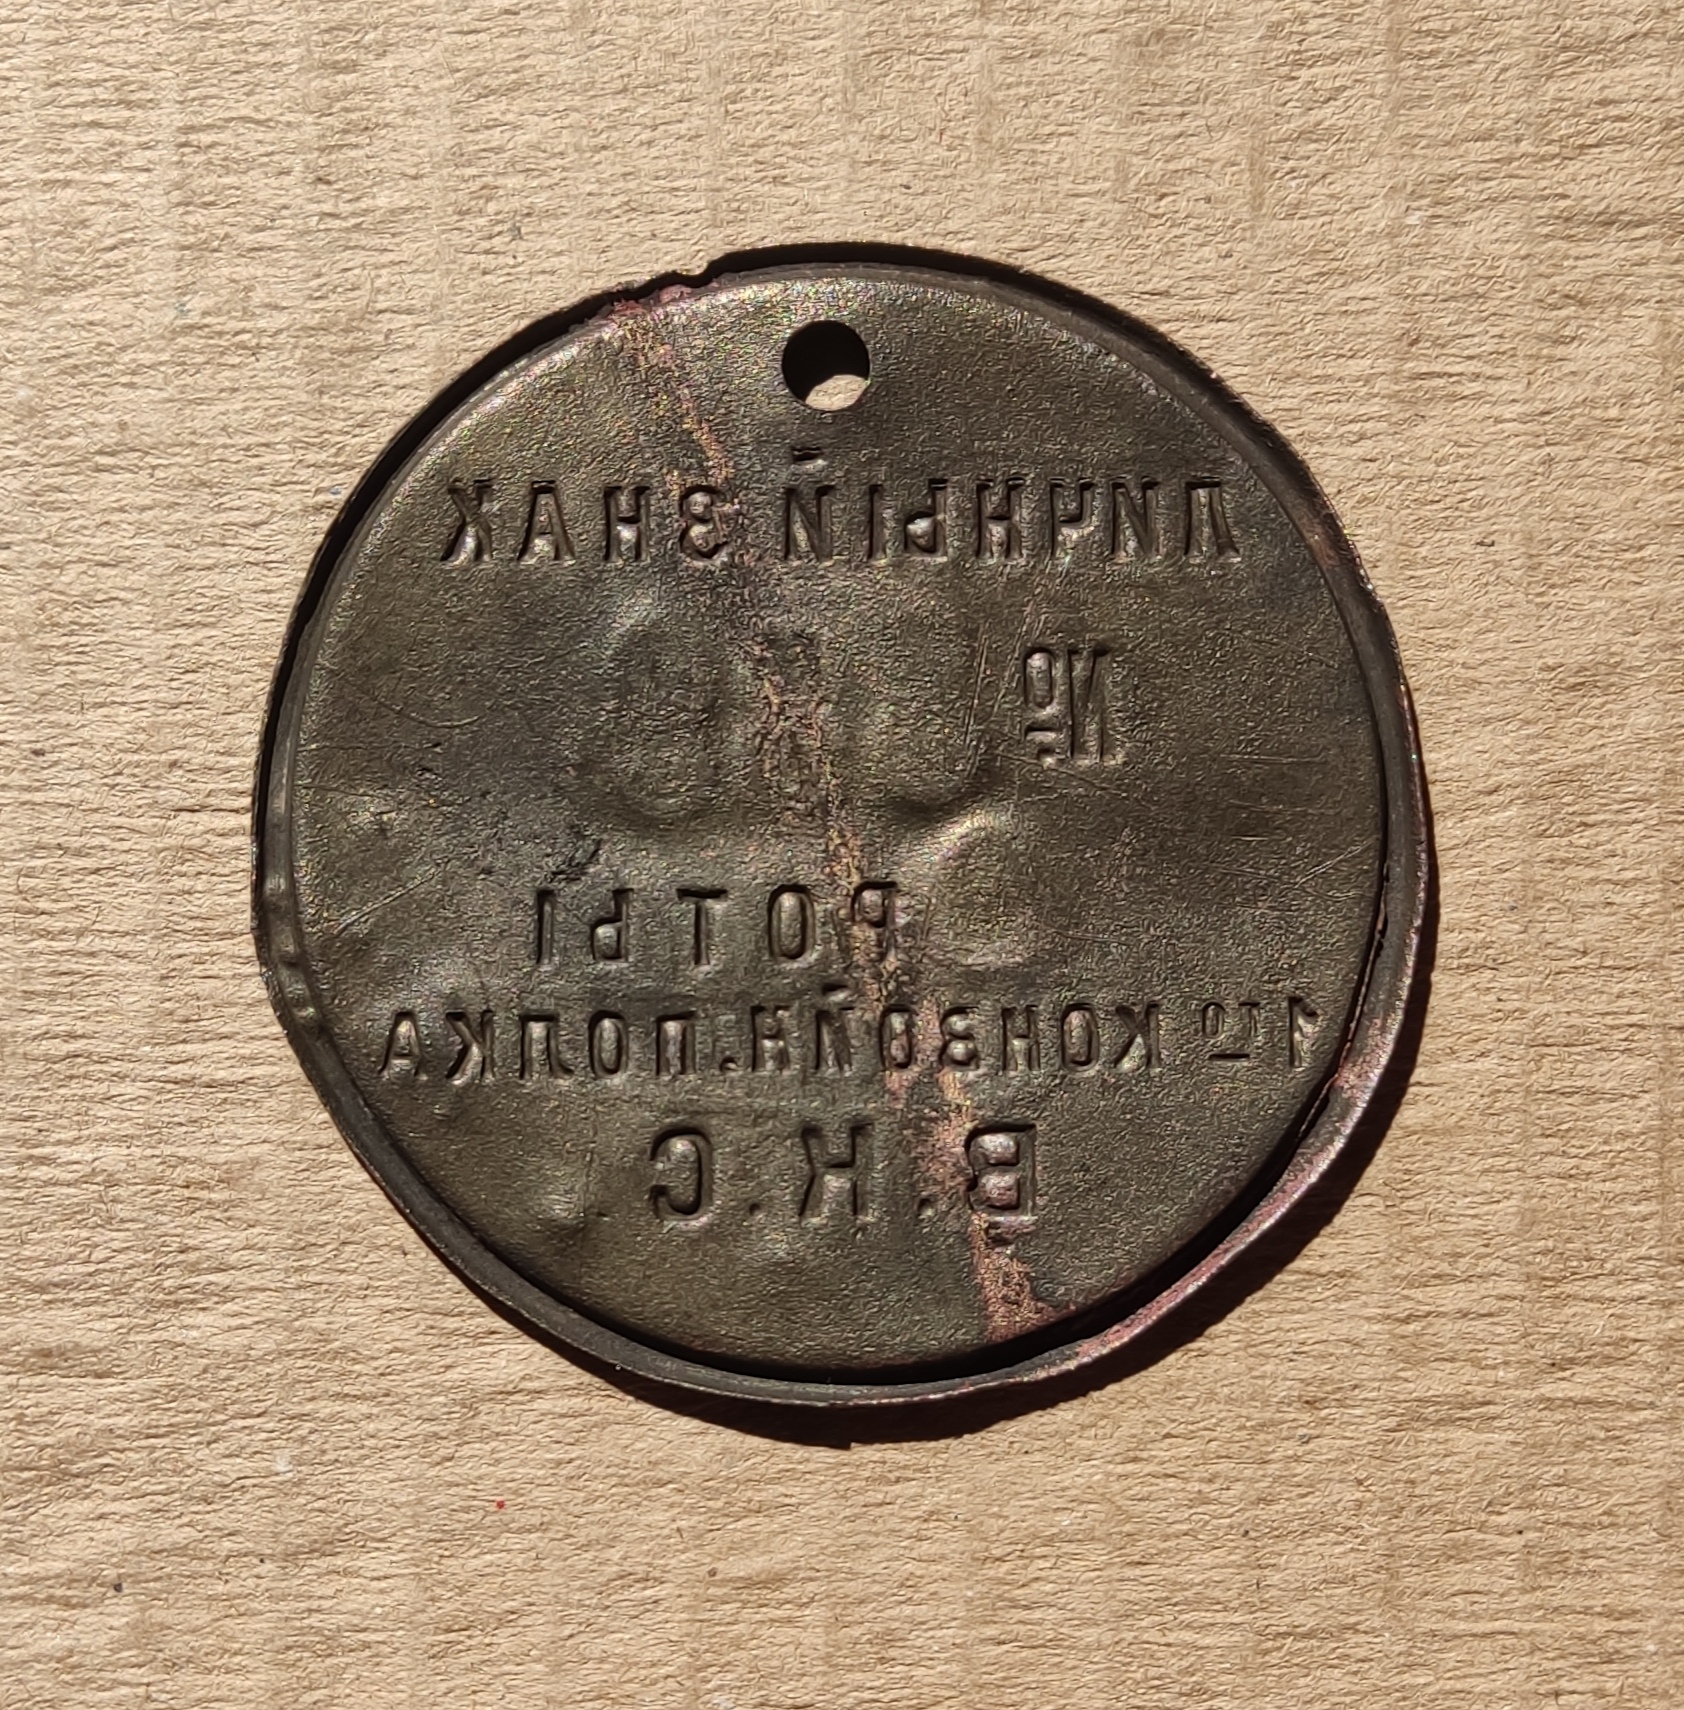 ЛИЧНЫЙ ЗНАК
№
РОТЫ
1го КОНВОЙН. ПОЛКА
В.К.С.